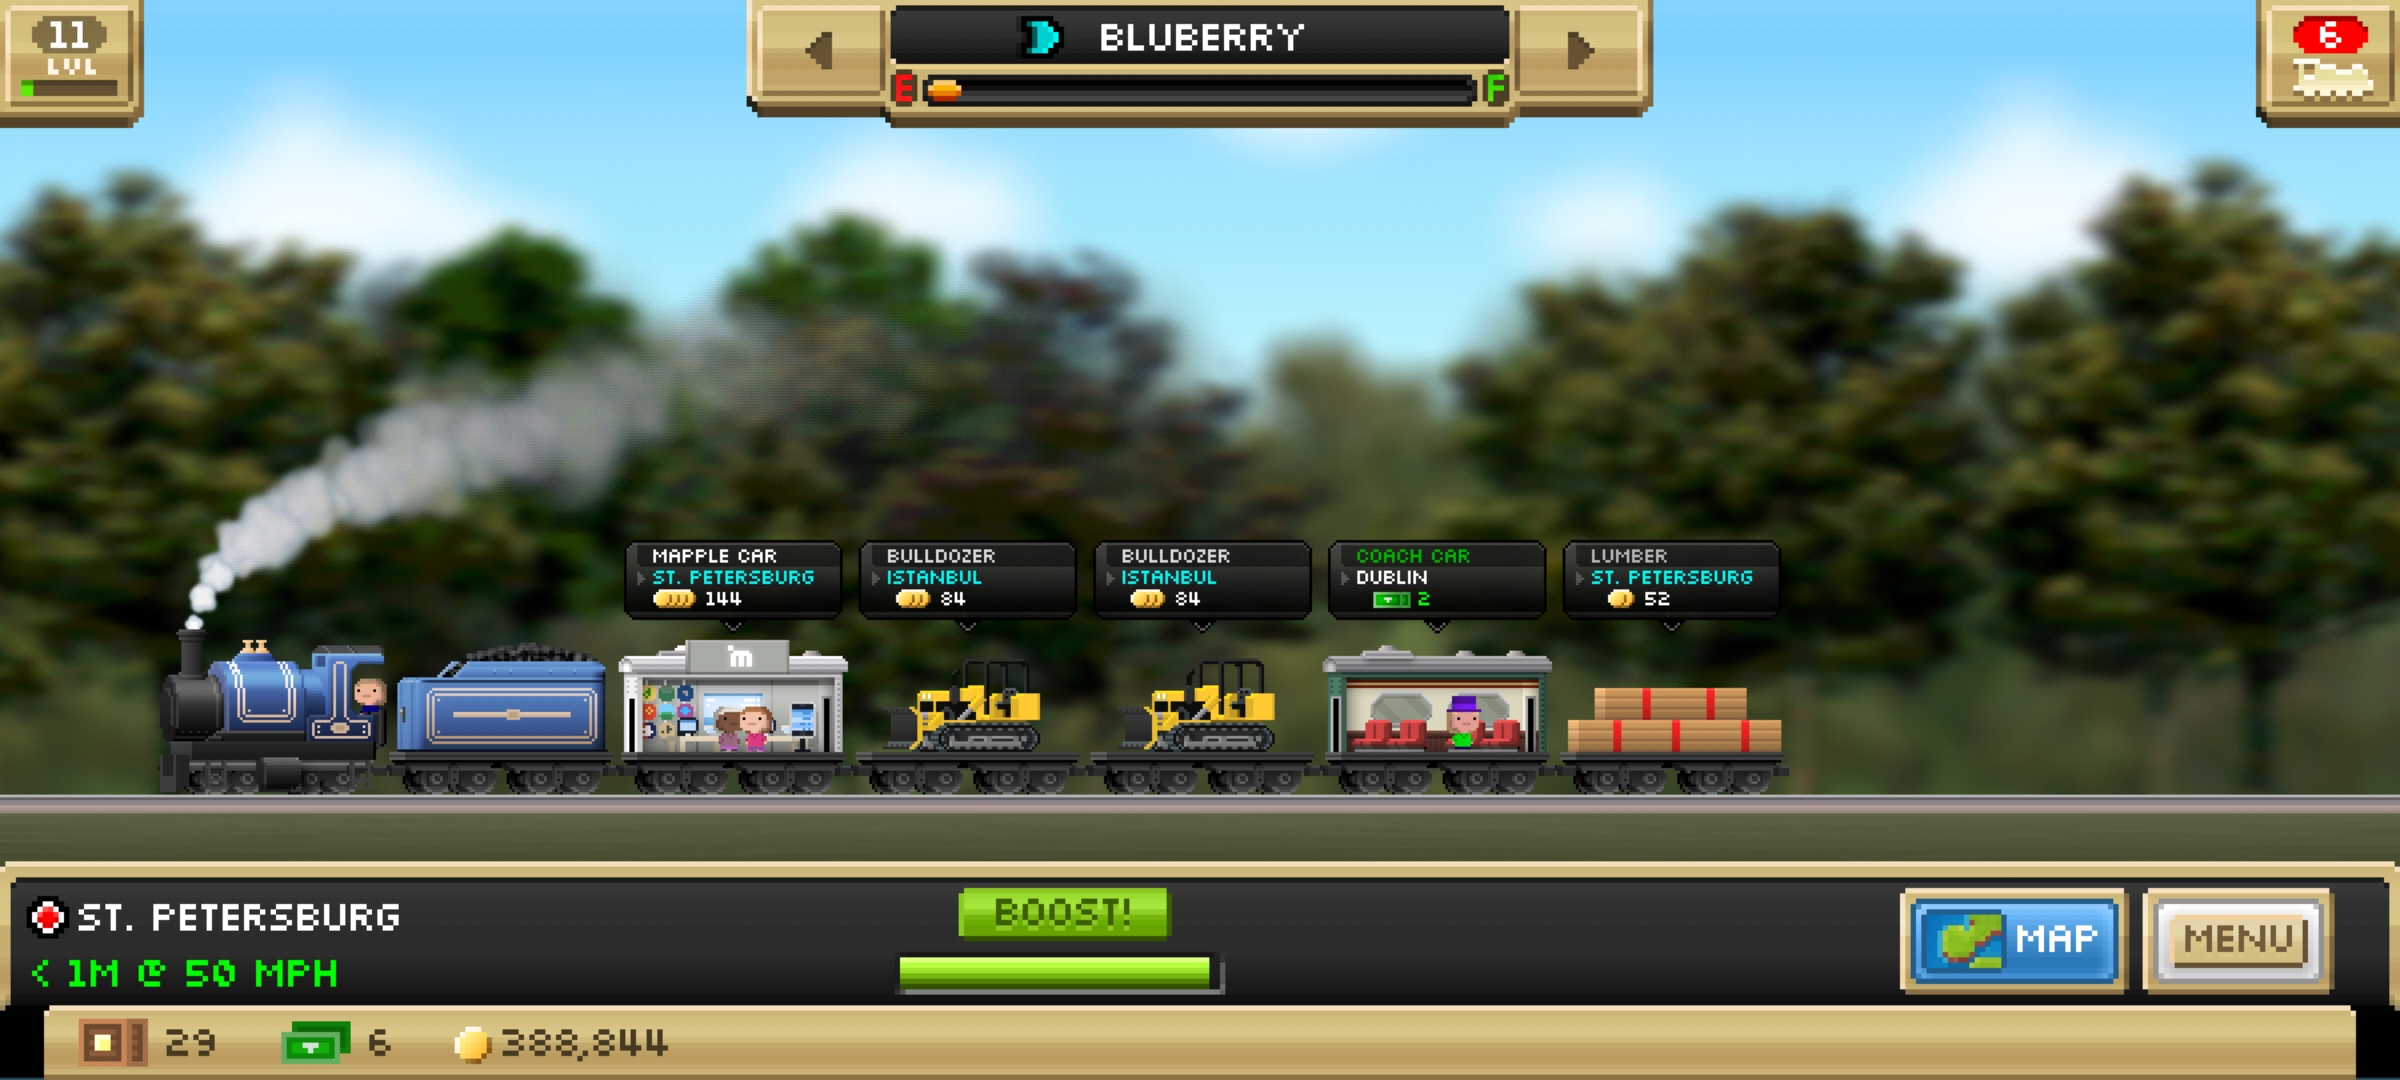 11
LVL
BLUBERRY
E
F
6
MAPPLE CAR
ST. PETERSBURG
144
BULLDOZER
ISTANBUL
84
BULLDOZER
ISTANBUL
84
COACH CAR
DUBLIN
2
LUMBER
ST. PETERSBURG
52
m
ST. PETERSBURG
< 1M @ 50 MPH
BOOST!
MAP
MENU
29
6
388,844